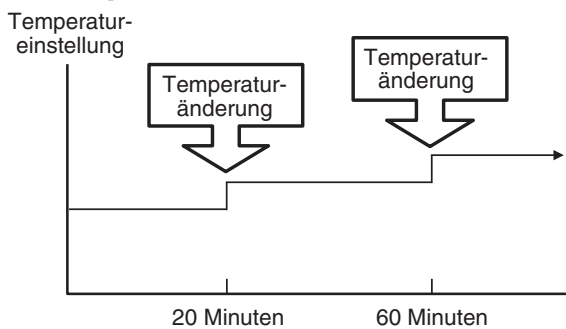 Temperatur-
einstellung
Temperatur-
änderung
Temperatur-
änderung
20 Minuten
60 Minuten